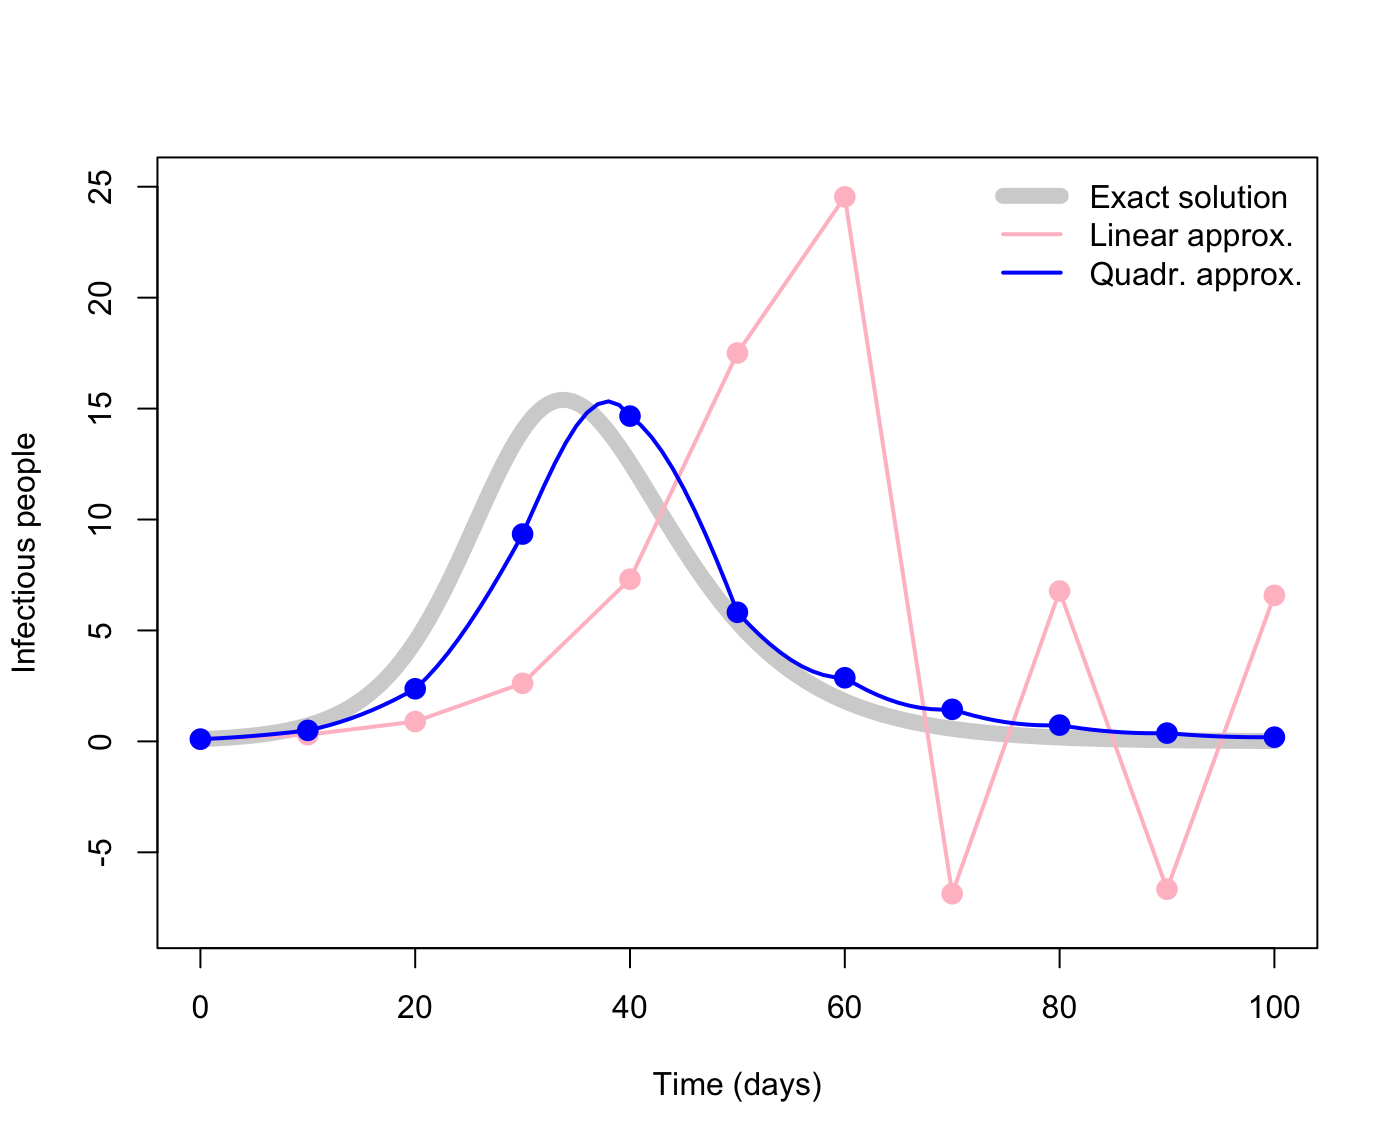 Exact solution
Linear approx.
Quadr. approx.
25
20
15
10
5
0
-5
Infectious people
0 20 40 60 80 100
Time (days)